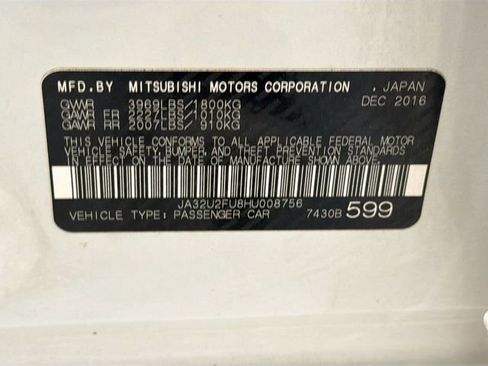 MFD.BY MITSUBISHI MOTORS CORPORATION , JAPAN
GVWR 3969LBS/1800KG DEC 2016
GAWR FR 2227LBS/1010KG
GAWR RR 2007LBS/ 910KG
THIS VEHICLE CONFORMS TO ALL APPLICABLE FEDERAL MOTOR
VEHICLE SAFETY, BUMPER, AND THEFT PREVENTION STANDARDS
IN EFFECT ON THE DATE OF MANUFACTURE SHOWN ABOVE.
JA32U2FU8HU008756
VEHICLE TYPE: PASSENGER CAR 7430B 599